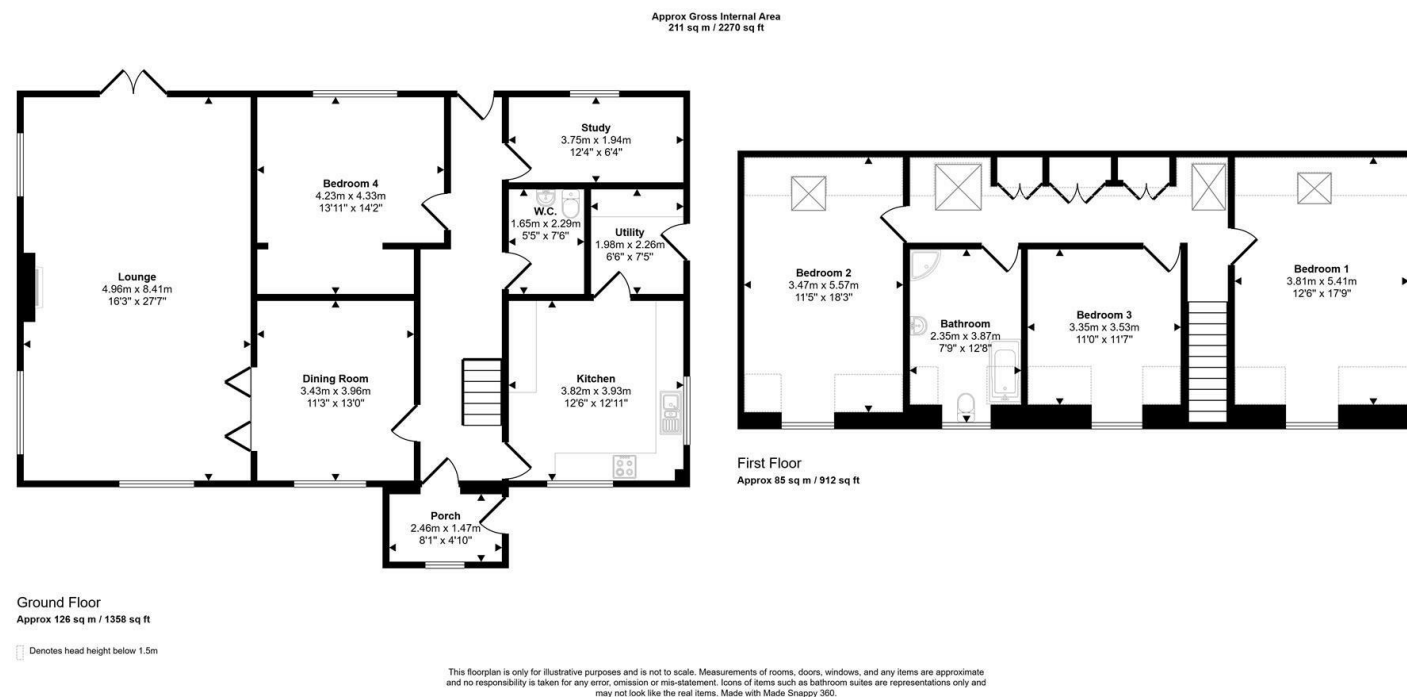 Approx Gross Internal Area
211 sq m / 2270 sq ft
Study
3.75m x 1.94m
12'4" x 6'4"
Bedroom 4
4.23m x 4.33m
13'11" x 14'2"
W.C.
1.65m x 2.29m
5'5" x 7'6"
Utility
1.98m x 2.26m
6'6" x 7'5"
Lounge
4.96m x 8.41m
16'3" x 27'7"
Dining Room
3.43m x 3.96m
11'3" x 13'0"
Kitchen
3.82m x 3.93m
12'6" x 12'11"
Porch
2.46m x 1.47m
8'1" x 4'10"
Ground Floor
Approx 126 sq m / 1358 sq ft
Denotes head height below 1.5m
Bedroom 2
3.47m x 5.57m
11'5" x 18'3"
Bedroom 1
3.81m x 5.41m
12'6" x 17'9"
Bathroom
2.35m x 3.87m
7'9" x 12'8"
Bedroom 3
3.35m x 3.53m
11'0" x 11'7"
First Floor
Approx 85 sq m / 912 sq ft
This floorplan is only for illustrative purposes and is not to scale. Measurements of rooms, doors, windows, and any items are approximate
and no responsibility is taken for any error, omission or mis-statement. Icons of items such as bathroom suites are representations only and
may not look like the real items. Made with Made Snappy 360.